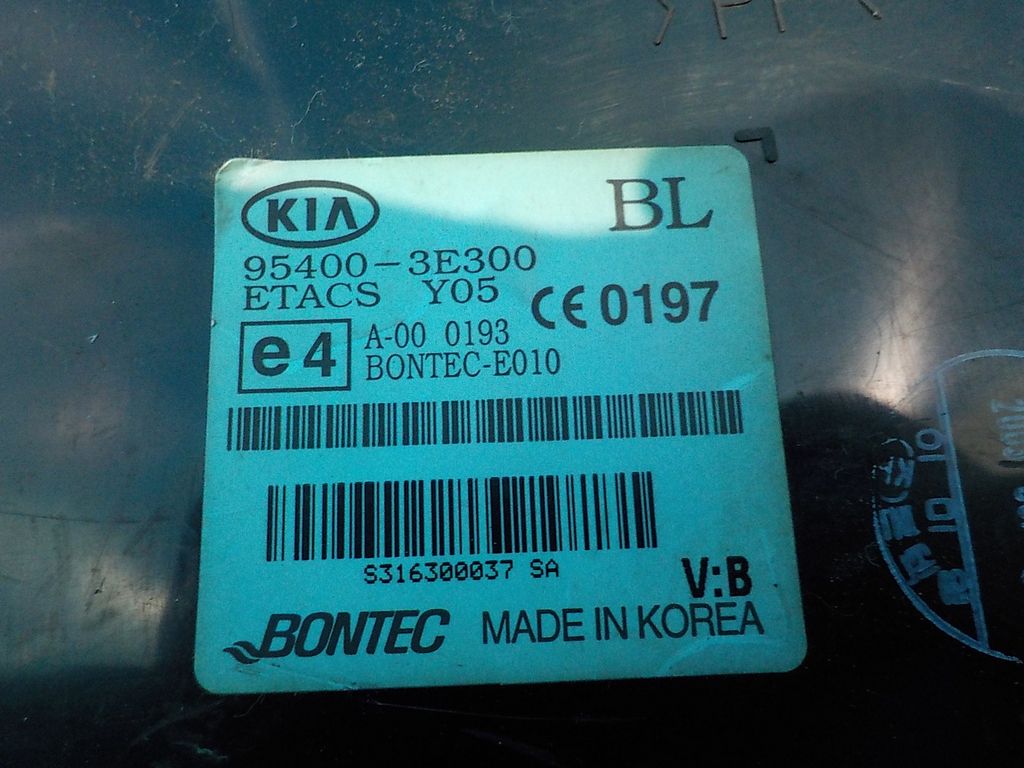 KIA BL
95400-3E300
ETACS Y05
CE 0197
e4 A-00 0193
BONTEC-E010
S316300037 SA
V:B
BONTEC MADE IN KOREA